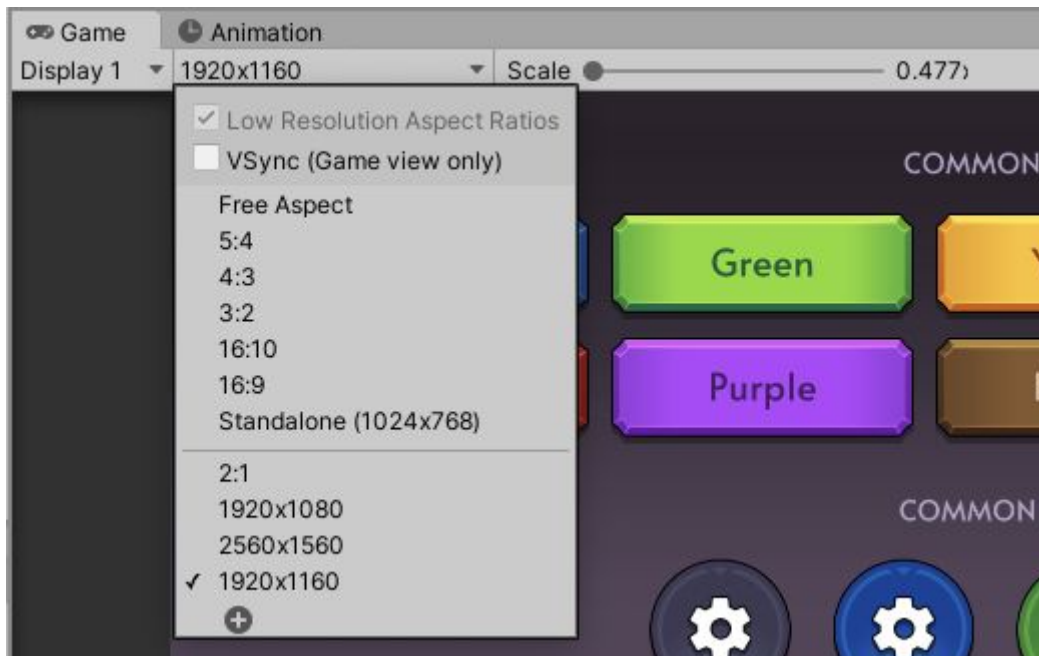 Game Animation
Display 1 1920x1160 Scale 0.477x
Low Resolution Aspect Ratios
VSync (Game view only)
Free Aspect
5:4
4:3
3:2
16:10
16:9
Standalone (1024x768)
2:1
1920x1080
2560x1560
1920x1160
COMMON
Green
Purple
COMMON